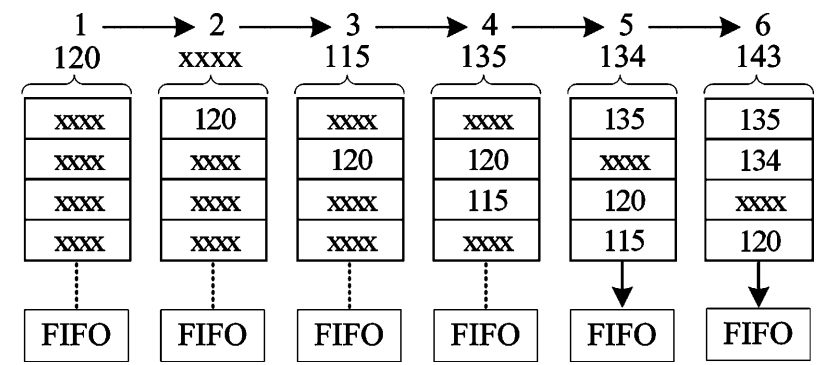 1 2 3 4 5 6
120 xxxx 115 135 134 143
xxxx 120 xxxx xxxx 135 135
xxxx xxxx 120 120 xxxx 134
xxxx xxxx xxxx 115 120 xxxx
xxxx xxxx xxxx xxxx 115 120
FIFO FIFO FIFO FIFO FIFO FIFO